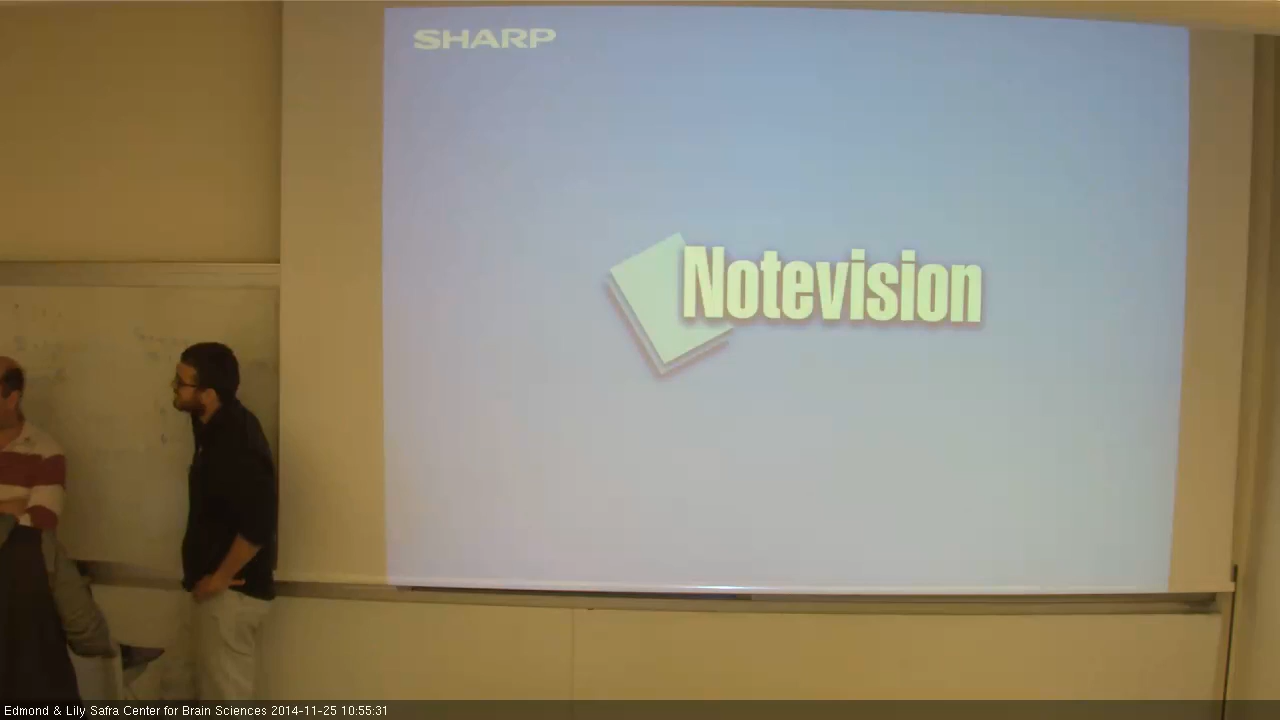 SHARP
Notevision
Edmond & Lily Safra Center for Brain Sciences 2014-11-25 10:55:31